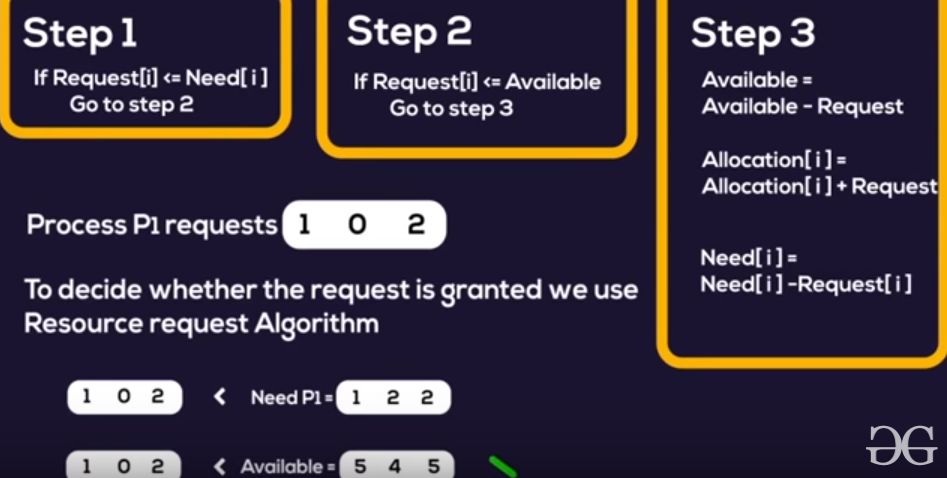 Step 1
If Request[i] <= Need[ i ]
Go to step 2
Step 2
If Request[i] <= Available
Go to step 3
Step 3
Available =
Available - Request
Allocation[ i ] =
Allocation[ i ] + Request
Need[ i ] =
Need[ i ] -Request[ i ]
Process P1 requests 1 0 2
To decide whether the request is granted we use
Resource request Algorithm
1 0 2 < Need P1 = 1 2 2
1 0 2 < Available = 5 4 5